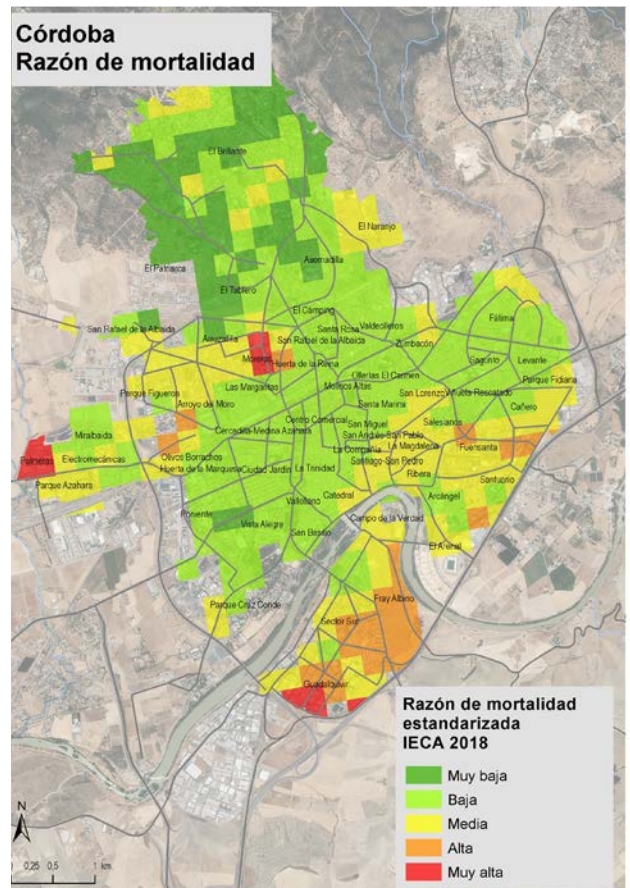 Córdoba
Razón de mortalidad
El Brillante
El Naranjo
Asomadilla
El Patriarca
El Tablero
El Camping
San Rafael de la Albaida
Santa Rosa
Valdeolleros
Fátima
San Rafael de la Albaida
Zumbacón
Moreras
Huerta de la Reina
Sagunto
Levante
Las Margaritas
Ollerías El Carmen
Parque Fidiana
Parque Figueroa
Molinos Altas
San Lorenzo
Arroyo del Moro
Santa Marina
Cañero
Centro Comercial
San Miguel
Salesianos
Miralbaida
Cercadilla-Medina Azahara
San Andrés-San Pablo
La Magdalena
Fuensanta
Palmeras
Electromecánicas
Olivos Borrachos
La Compañía
Huerta de la Marquesa
Ciudad Jardín
La Trinidad
Santiago-San Pedro
Ribera
Santuario
Parque Azahara
Vallellano
Catedral
Arcángel
Poniente
Vista Alegre
San Basilio
Campo de la Verdad
El Arenal
Parque Cruz Conde
Fray Albino
Sector Sur
Guadalquivir
Razón de mortalidad
estandarizada
IECA 2018
Muy baja
Baja
Media
Alta
Muy alta
N
0 0,25 0,5 1 km